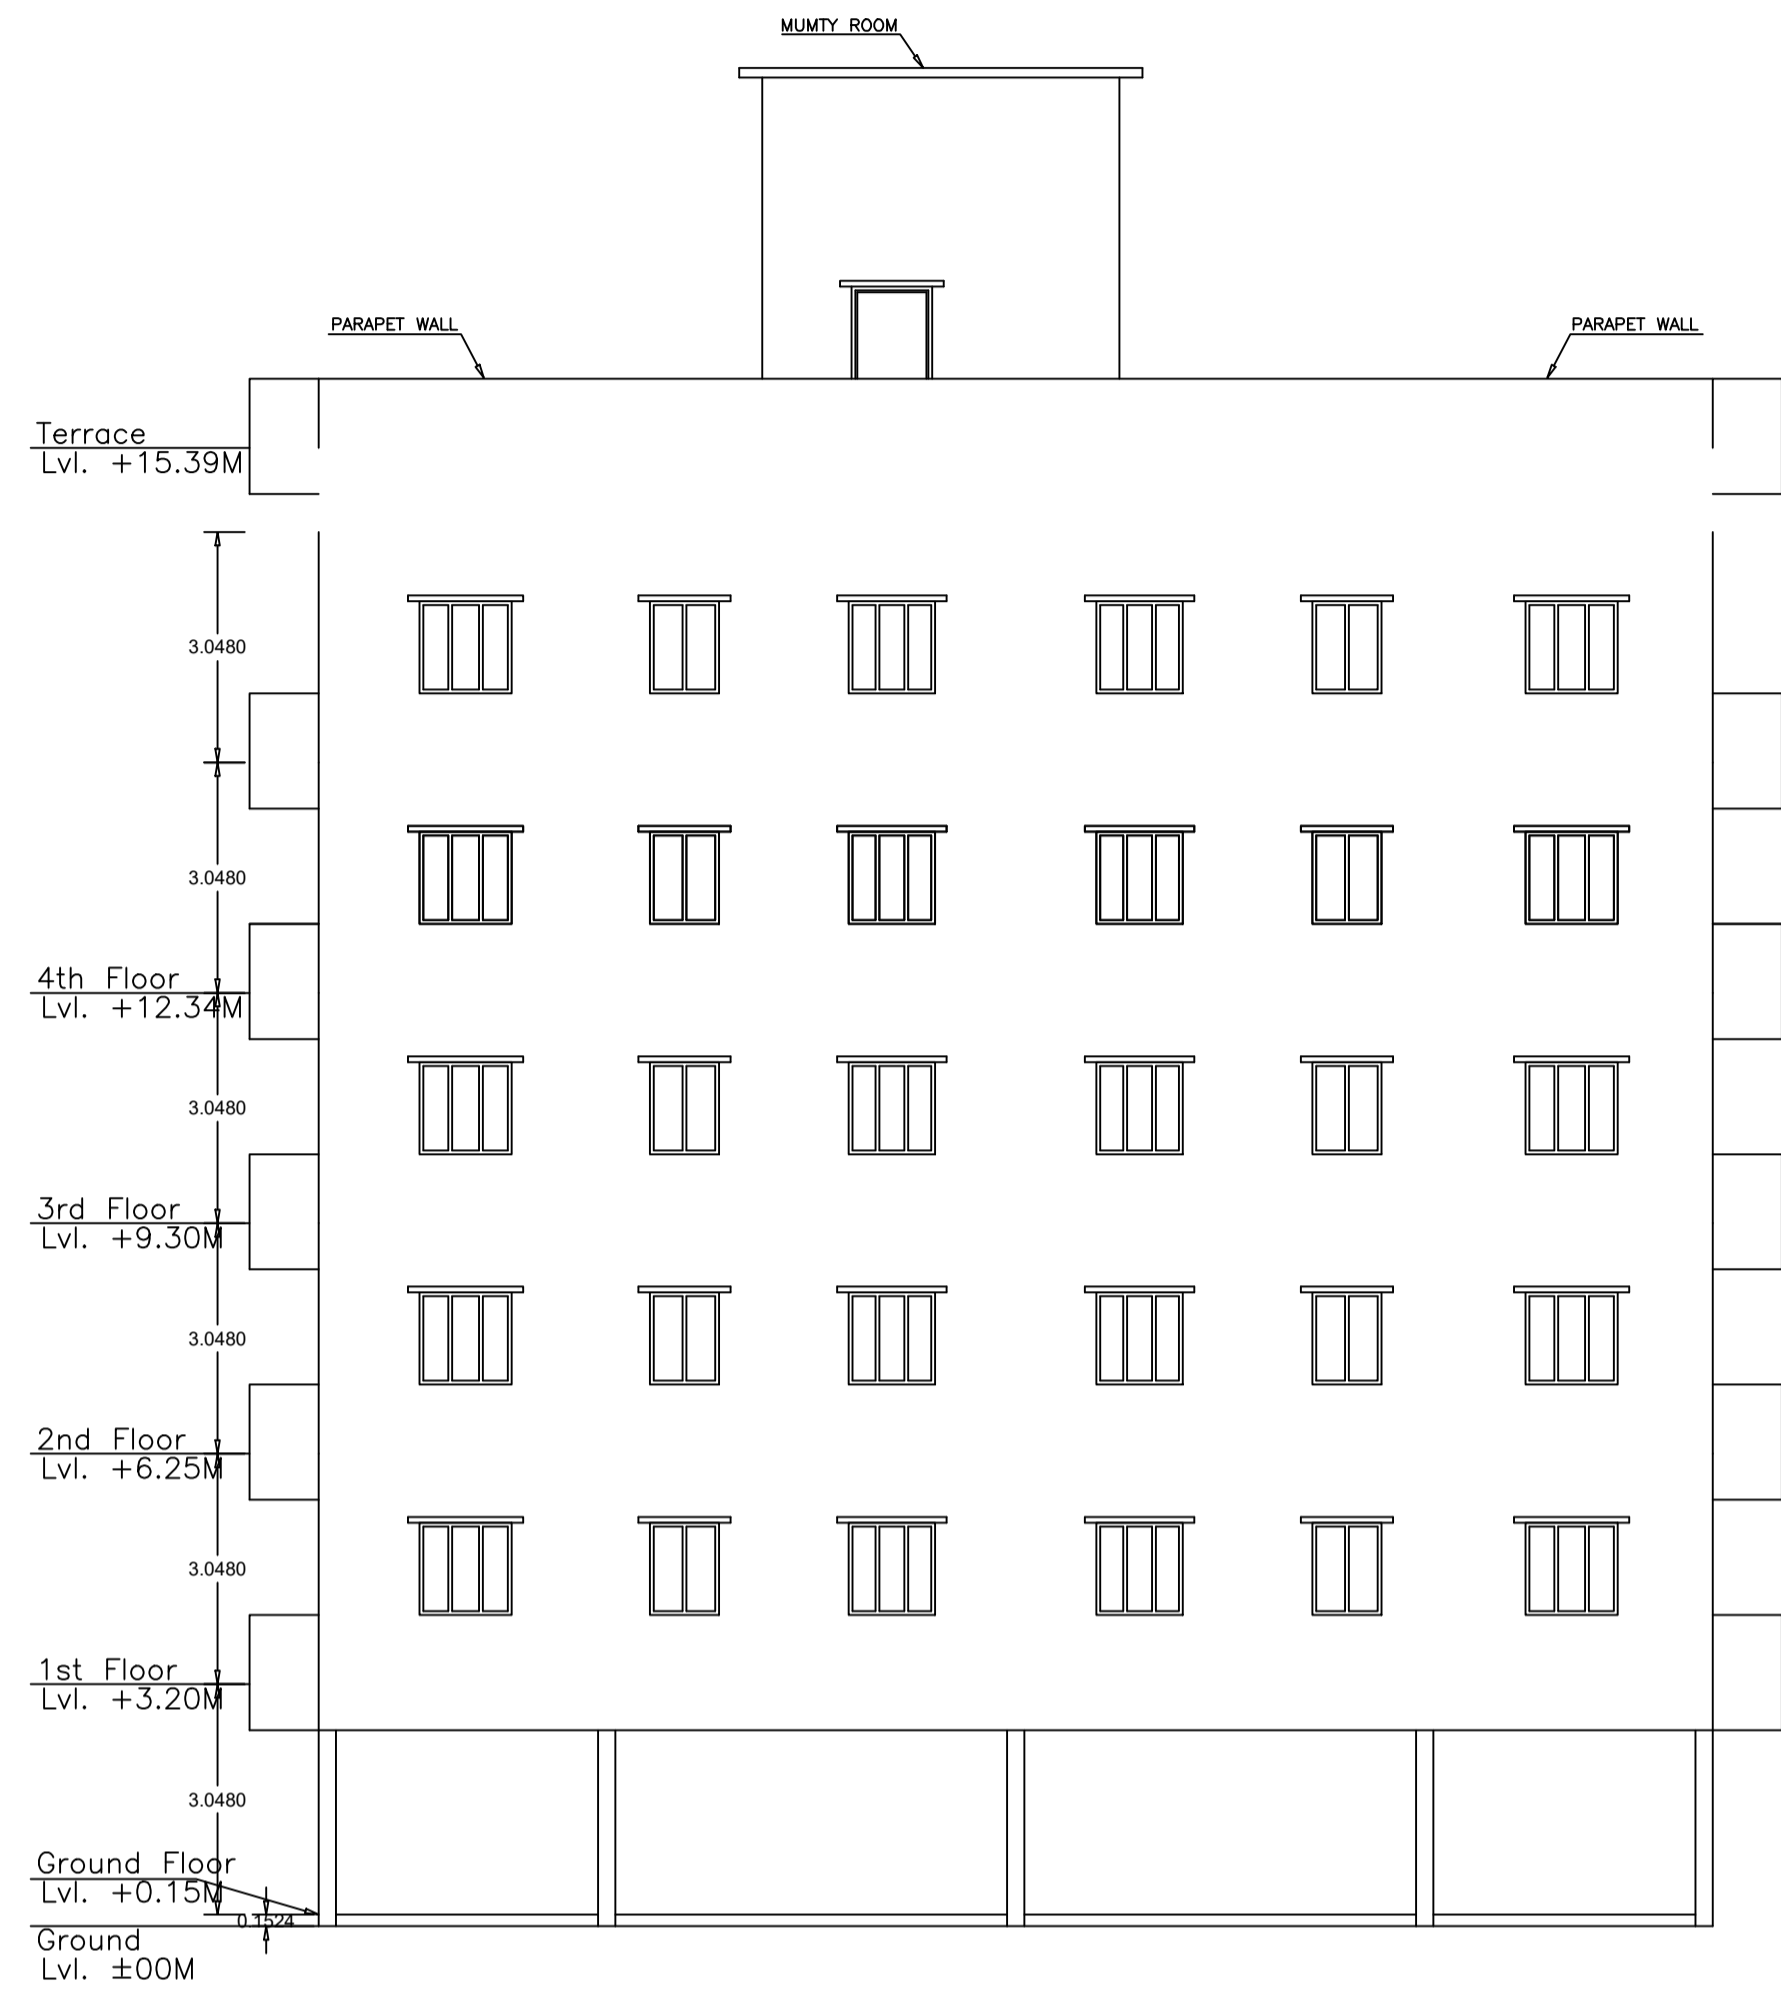 MUMTY ROOM
PARAPET WALL
PARAPET WALL
Terrace
Lvl. +15.39M
3.0480
3.0480
4th Floor
Lvl. +12.34M
3.0480
3rd Floor
Lvl. +9.30M
3.0480
2nd Floor
Lvl. +6.25M
3.0480
1st Floor
Lvl. +3.20M
3.0480
Ground Floor
Lvl. +0.15M
0.1524
Ground
Lvl. ±00M